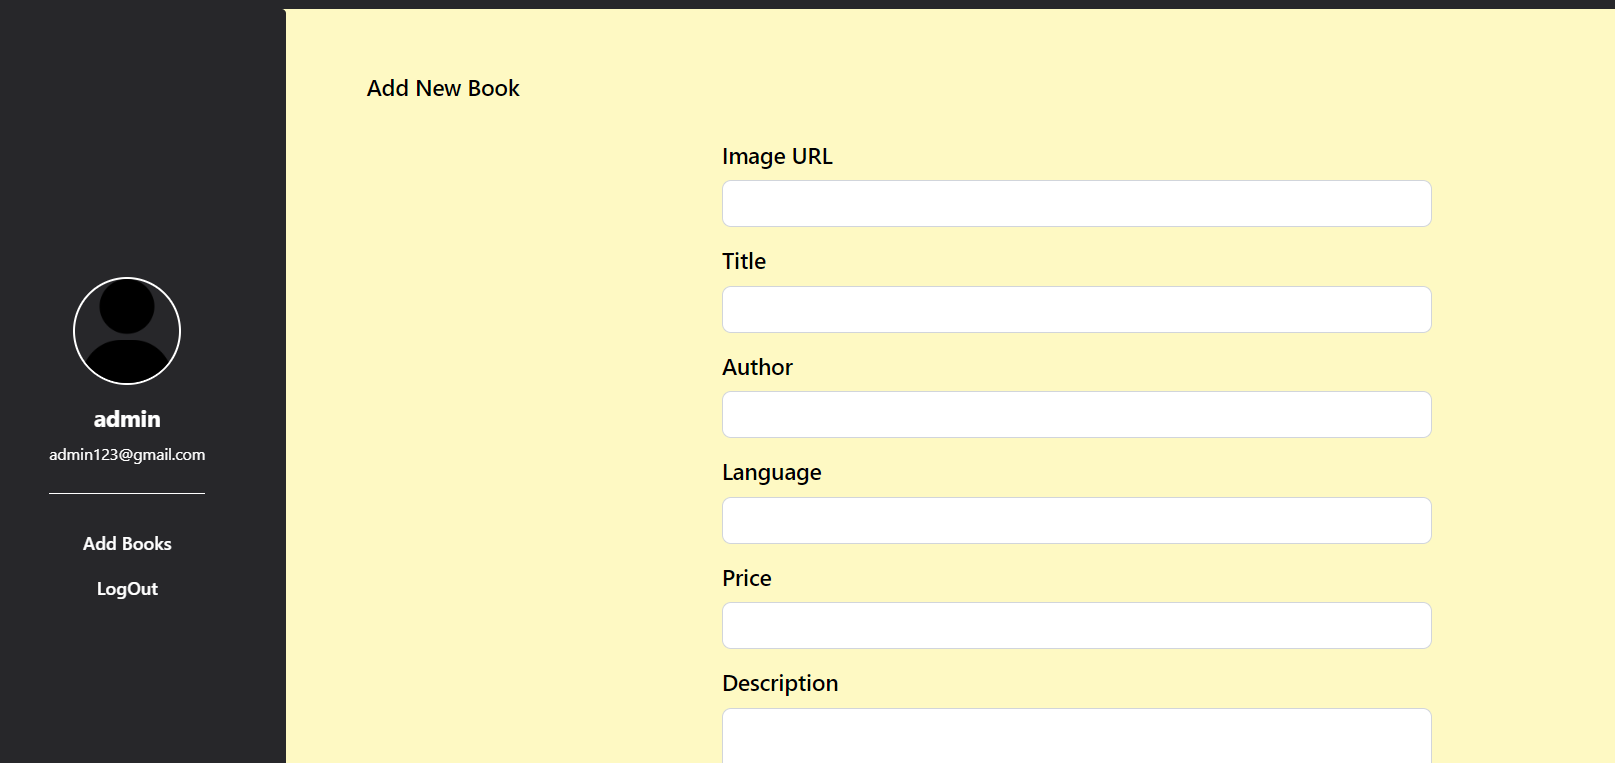 admin
admin123@gmail.com
Add Books
LogOut
Add New Book
Image URL
Title
Author
Language
Price
Description